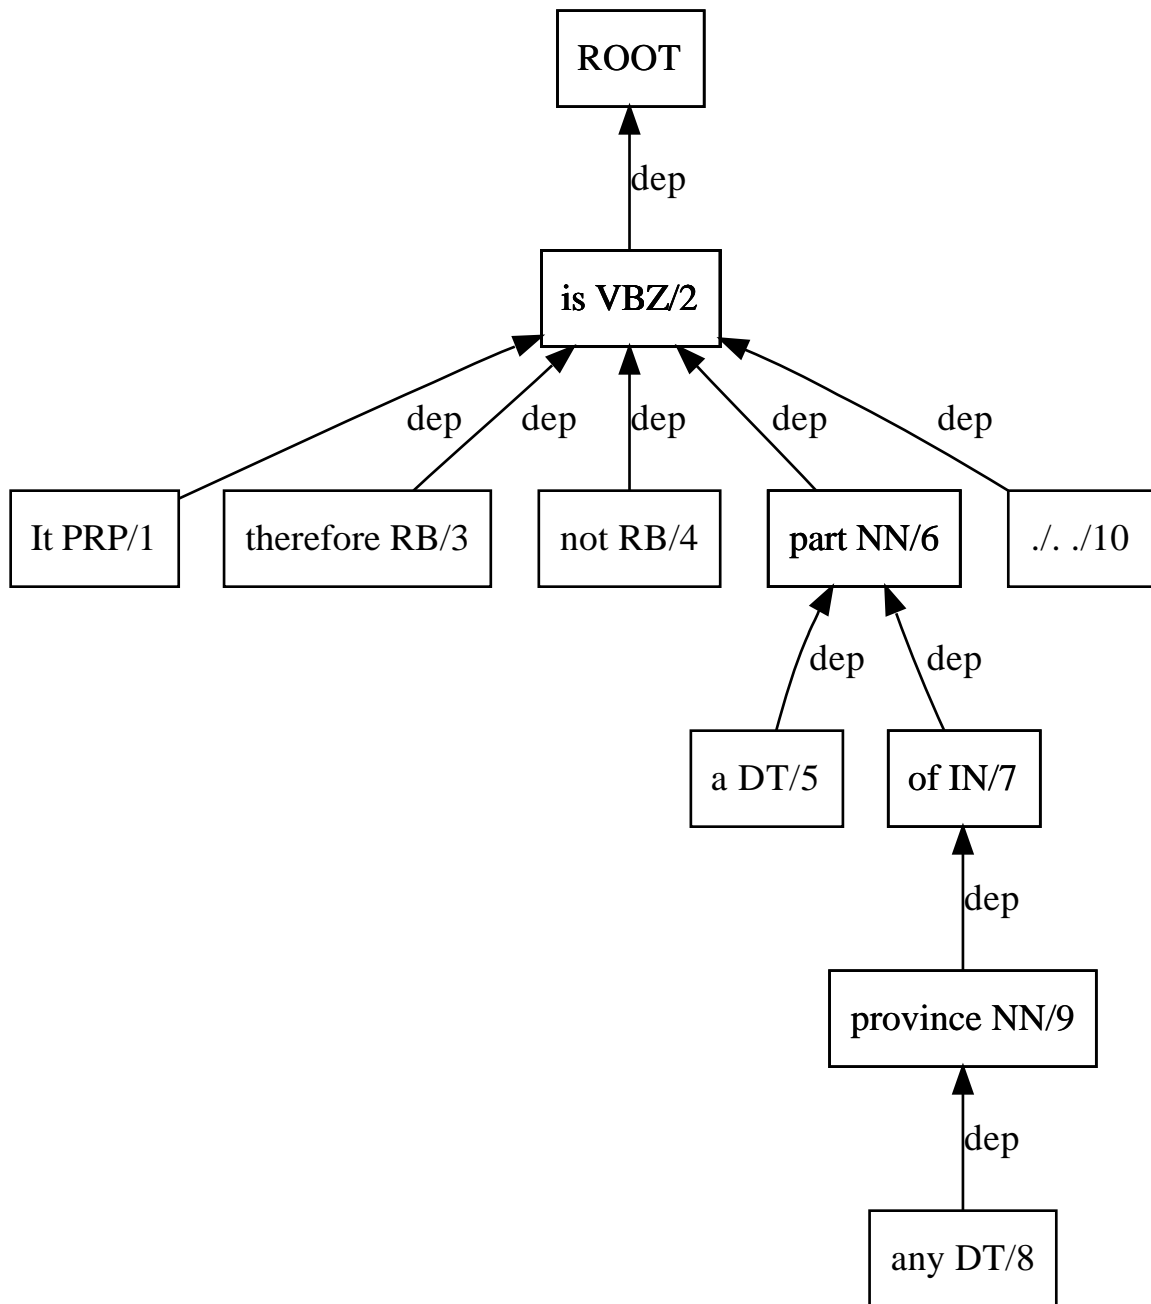 ROOT
dep
is VBZ/2
dep dep dep dep dep
It PRP/1 therefore RB/3 not RB/4 part NN/6 ./. ./10
dep dep
a DT/5 of IN/7
dep
province NN/9
dep
any DT/8